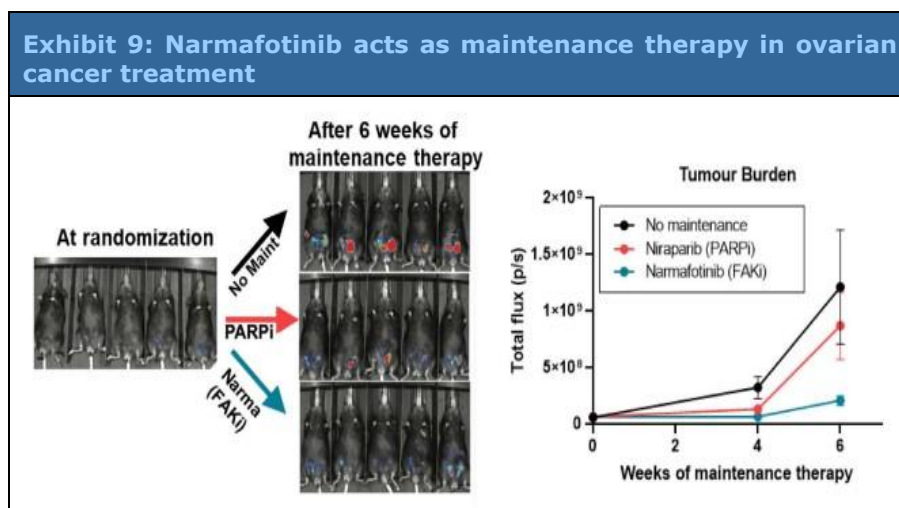 Exhibit 9: Narmafotinib acts as maintenance therapy in ovarian
cancer treatment
After 6 weeks of
maintenance therapy
At randomization
No Maint
PARPi
Narma
(FAKi)
Tumour Burden
2×10⁹
1.5×10⁹
1×10⁹
5×10⁸
0
Total flux (p/s)
No maintenance
Niraparib (PARPi)
Narmafotinib (FAKi)
0 2 4 6
Weeks of maintenance therapy